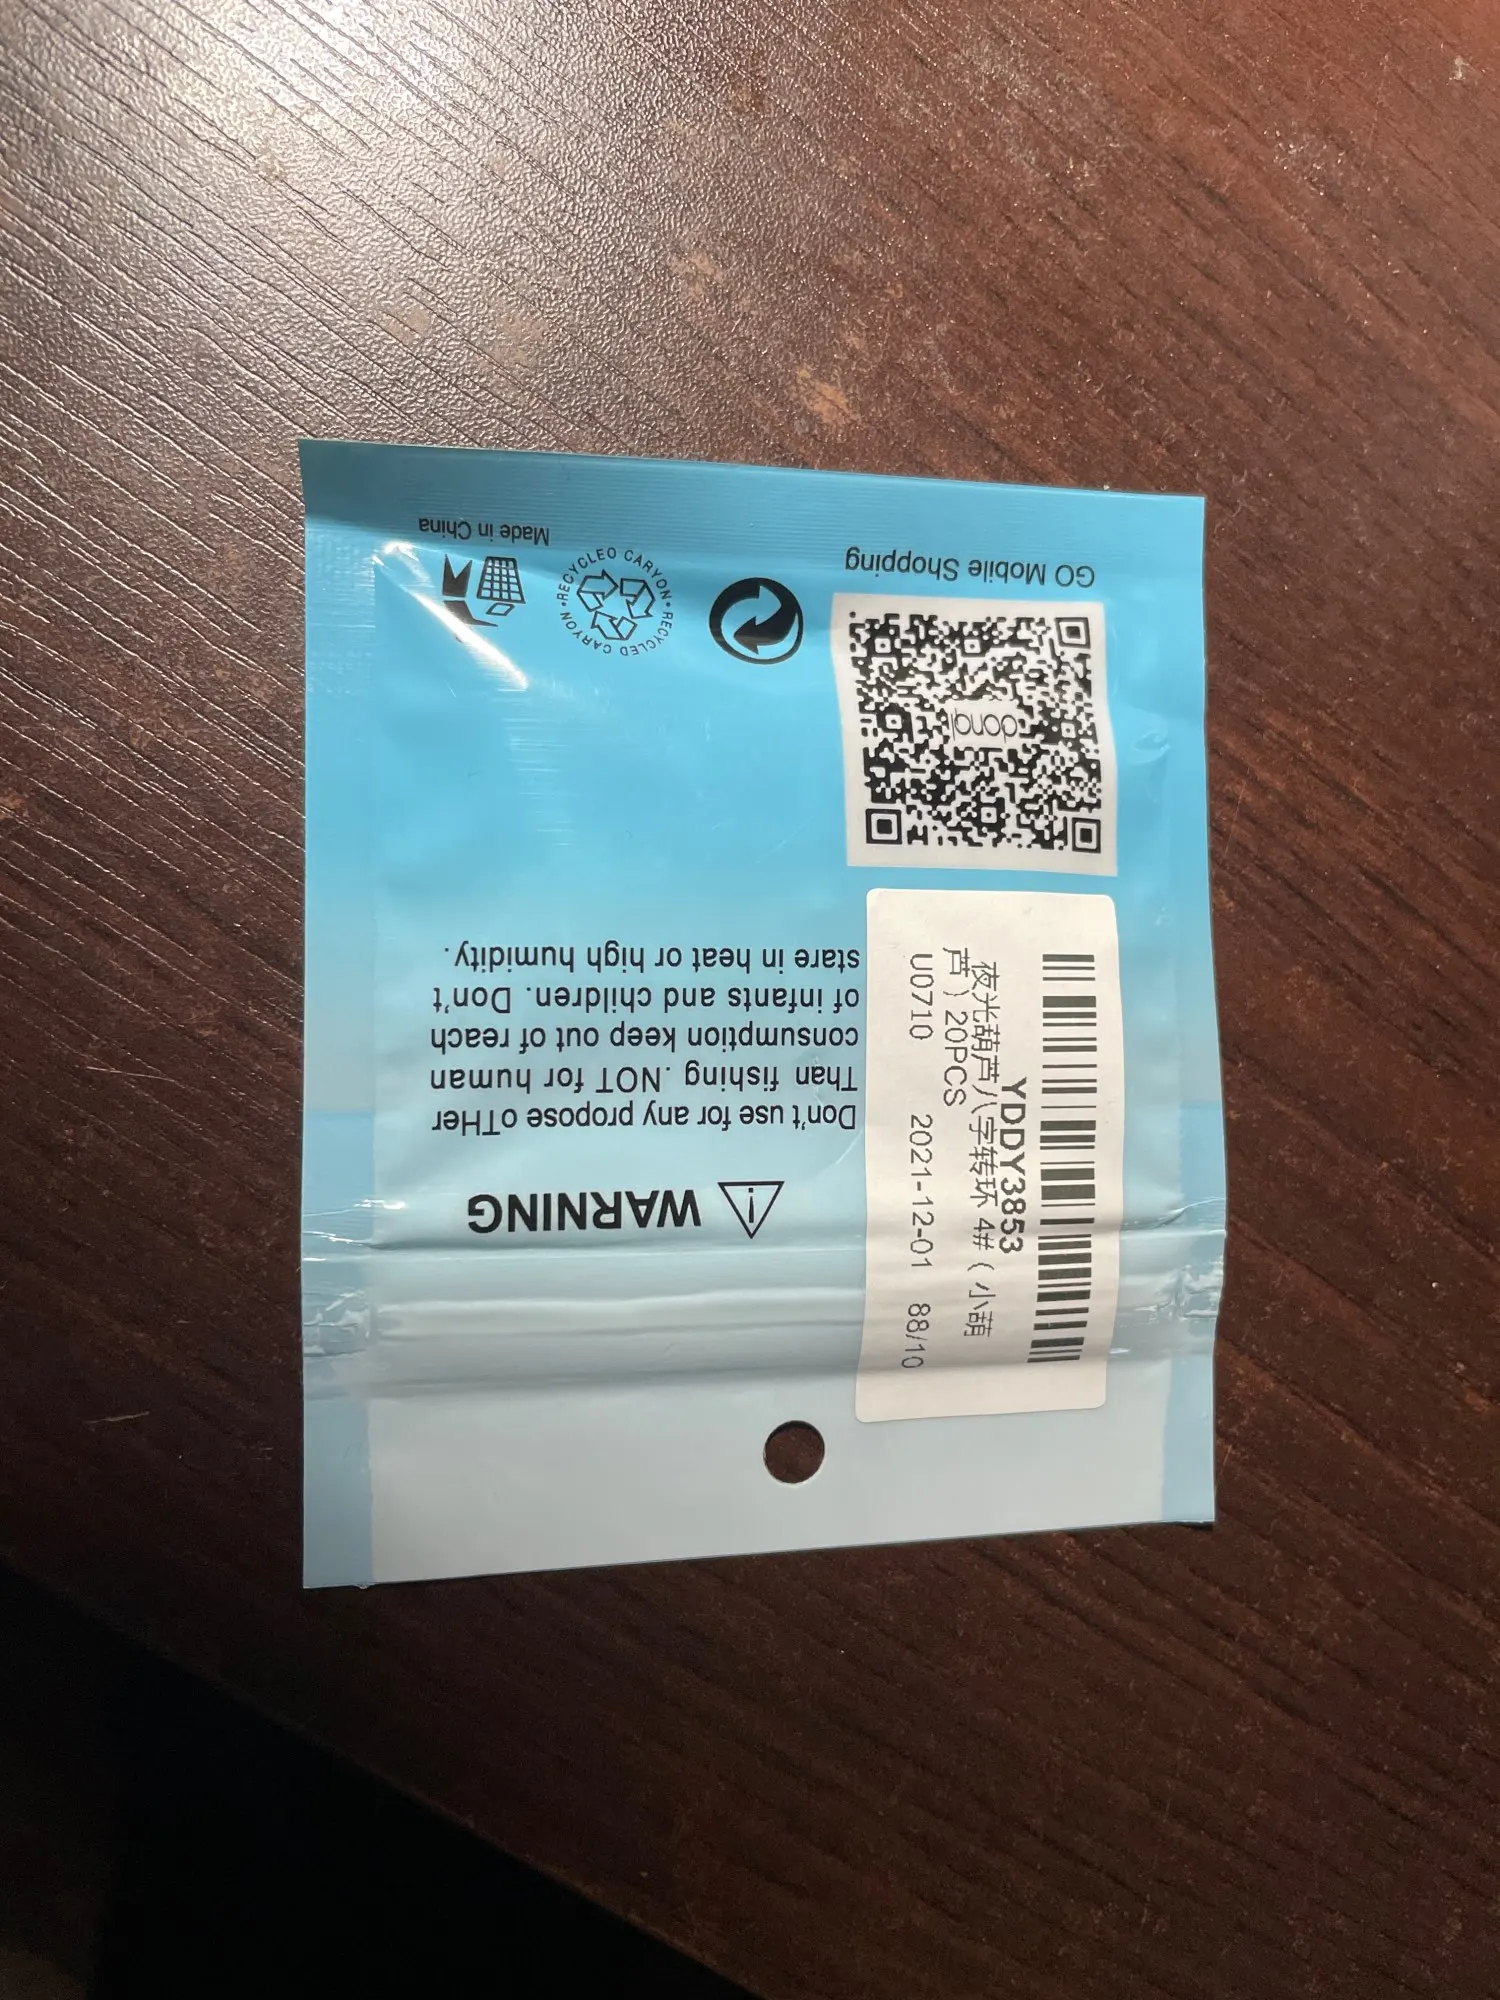 WARNING
Don't use for any propose oTHer
Than fishing .NOT for human
consumption keep out of reach
of infants and children. Don't
stare in heat or high humidity.
YDDY3853
夜光葫芦八字转环 4#(小葫
芦)20PCS
U0710 2021-12-01 88/10
donql
GO Mobile Shopping
RECYCLEO CARYON • RECYCLED CARYON •
Made in China